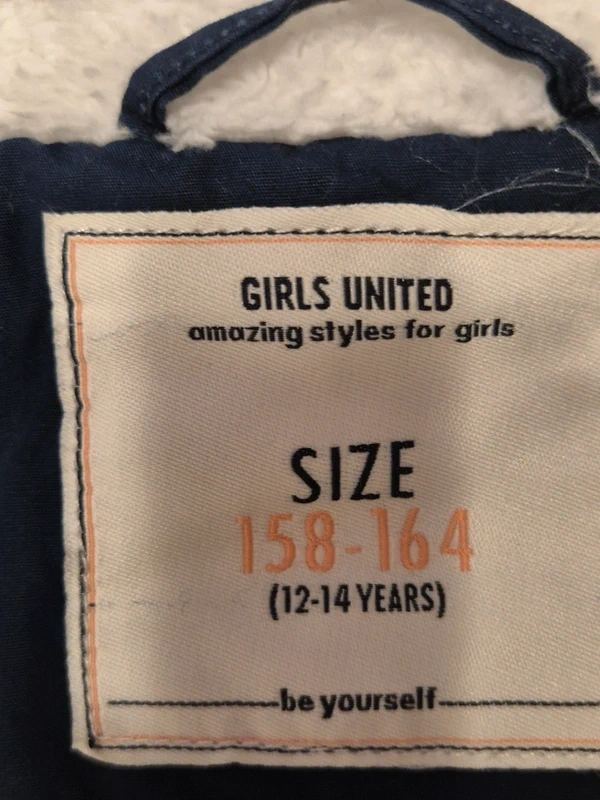 GIRLS UNITED
amazing styles for girls
SIZE
158-164
(12-14 YEARS)
be yourself